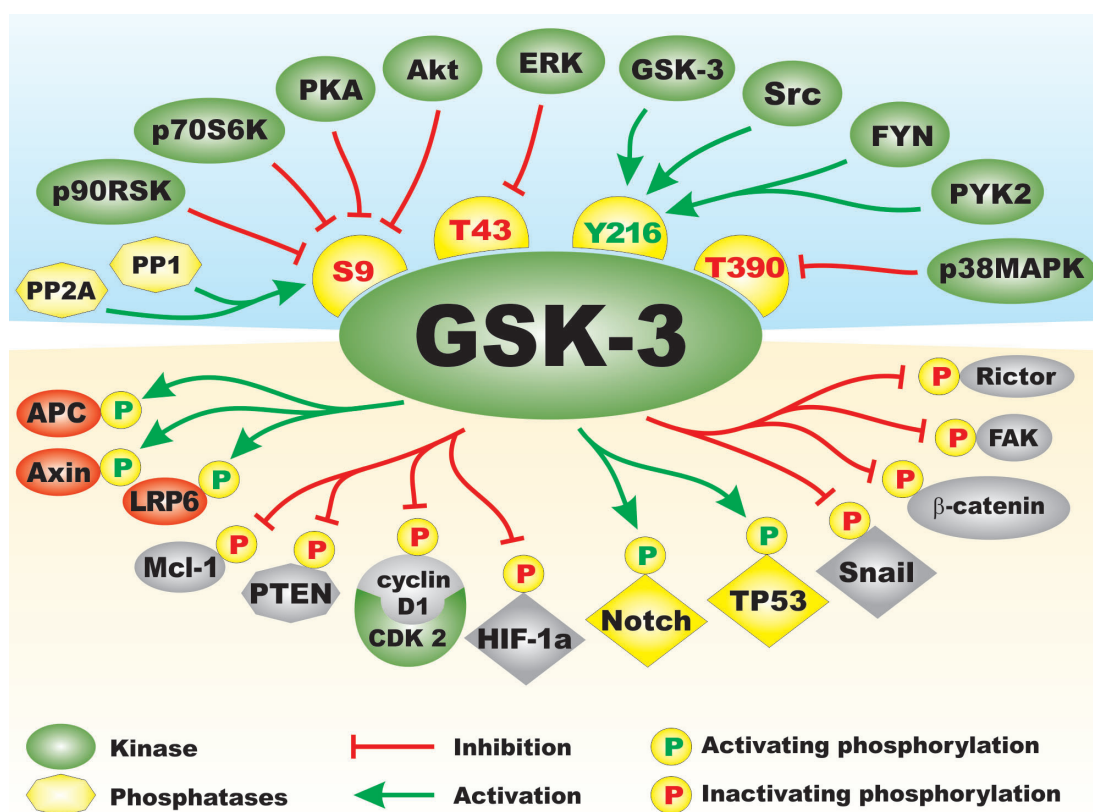 Akt
ERK
GSK-3
PKA
Src
p70S6K
FYN
p90RSK
PYK2
T43
Y216
PP1
S9
T390
p38MAPK
PP2A
GSK-3
P
Rictor
APC
P
P
FAK
Axin
P
P
LRP6
P
P
β-catenin
Mcl-1
P
P
P
P
P
P
Snail
PTEN
cyclin
D1
CDK 2
P
HIF-1a
Notch
TP53
Kinase
Inhibition
P
Activating phosphorylation
Phosphatases
Activation
P
Inactivating phosphorylation